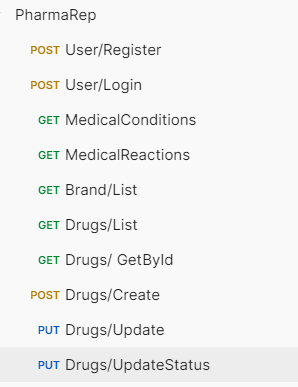 PharmaRep
POST User/Register
POST User/Login
GET MedicalConditions
GET MedicalReactions
GET Brand/List
GET Drugs/List
GET Drugs/ GetById
POST Drugs/Create
PUT Drugs/Update
PUT Drugs/UpdateStatus